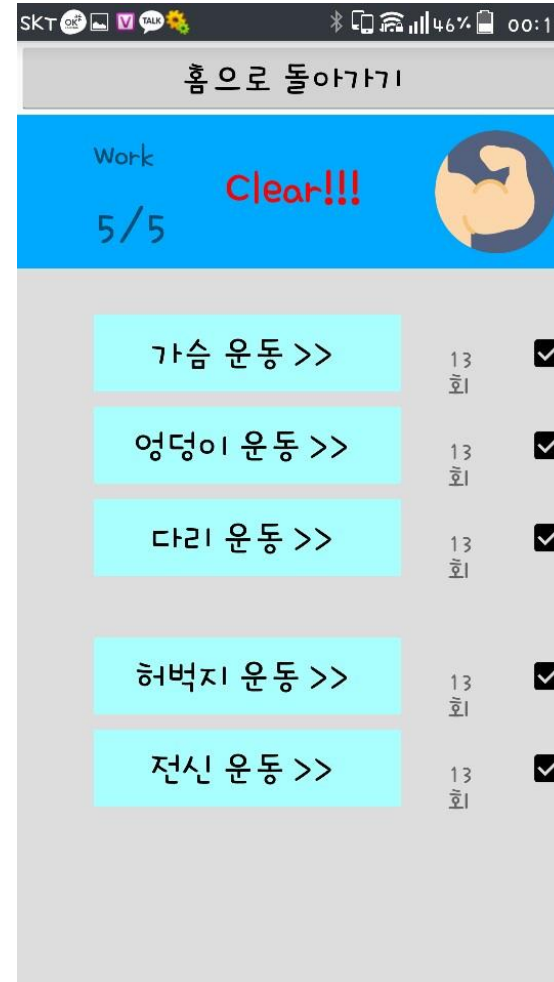 SKT OK TALK 46% 00:1
홈으로 돌아가기
Work
Clear!!!
5/5
가슴 운동 >>
13
회
엉덩이 운동 >>
13
회
다리 운동 >>
13
회
허벅지 운동 >>
13
회
전신 운동 >>
13
회